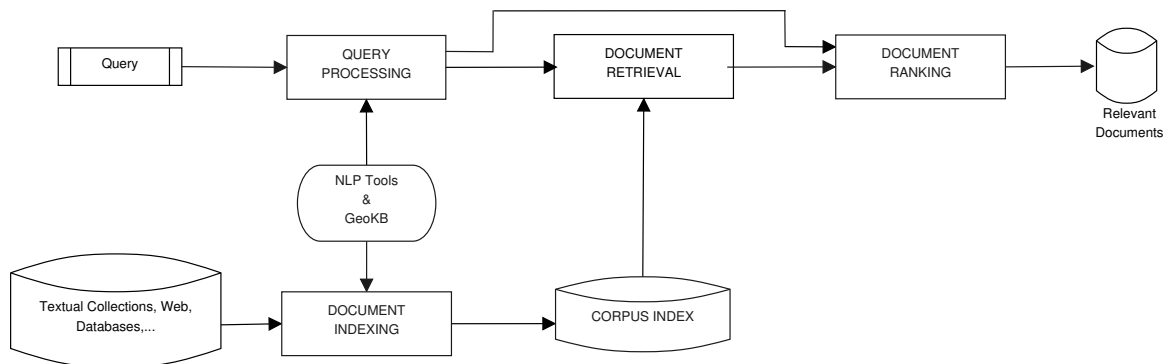 Query
QUERY
PROCESSING
DOCUMENT
RETRIEVAL
DOCUMENT
RANKING
Relevant
Documents
NLP Tools
&
GeoKB
Textual Collections, Web,
Databases,...
DOCUMENT
INDEXING
CORPUS INDEX